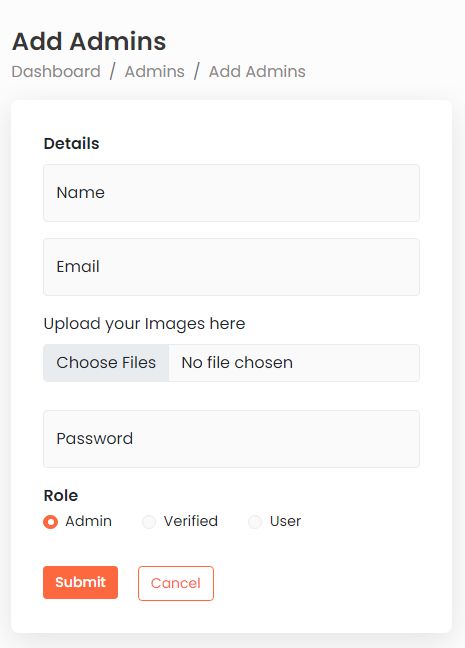 Add Admins
Dashboard / Admins / Add Admins
Details
Name
Email
Upload your Images here
Choose Files No file chosen
Password
Role
Admin Verified User
Submit Cancel